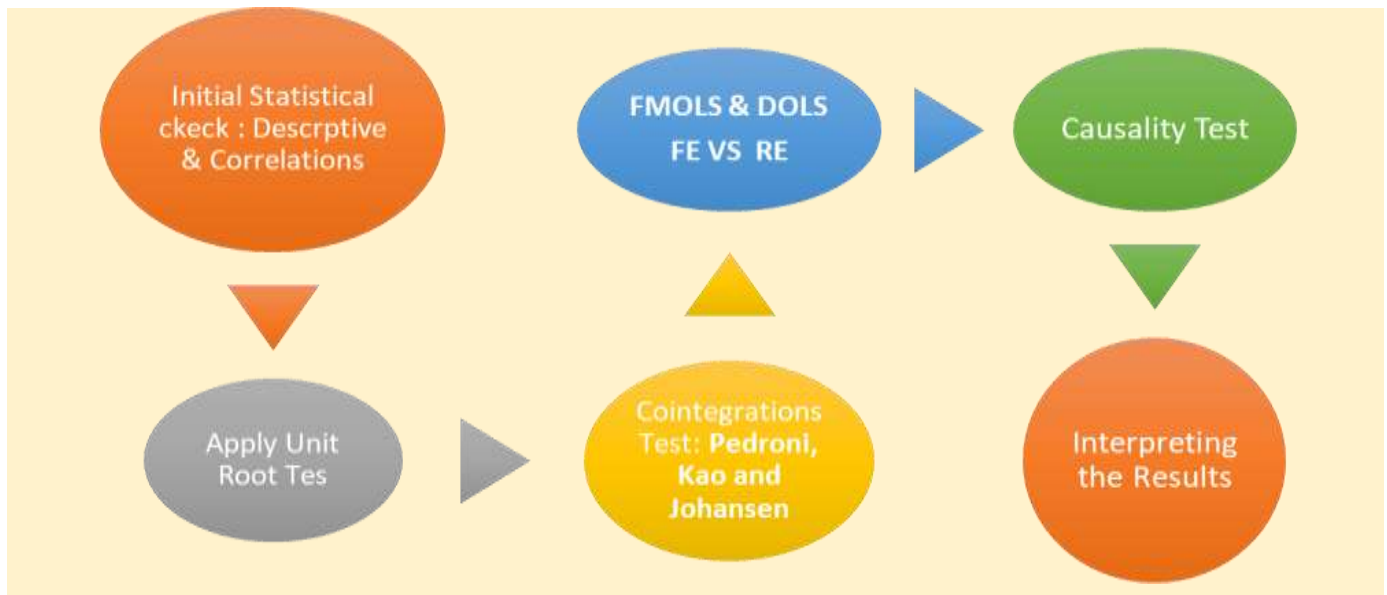 Initial Statistical
ckeck : Descrptive
& Correlations
Apply Unit
Root Tes
Cointegrations
Test: Pedroni,
Kao and
Johansen
FMOLS & DOLS
FE VS RE
Causality Test
Interpreting
the Results